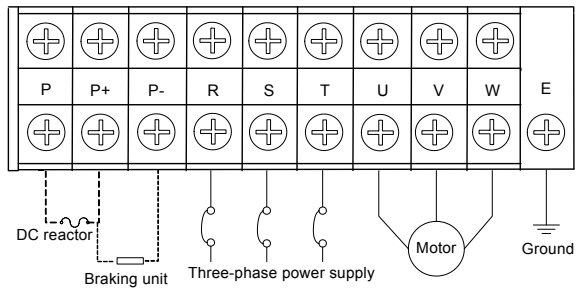 P P+ P- R S T U V W E
DC reactor
Braking unit
Three-phase power supply
Motor
Ground